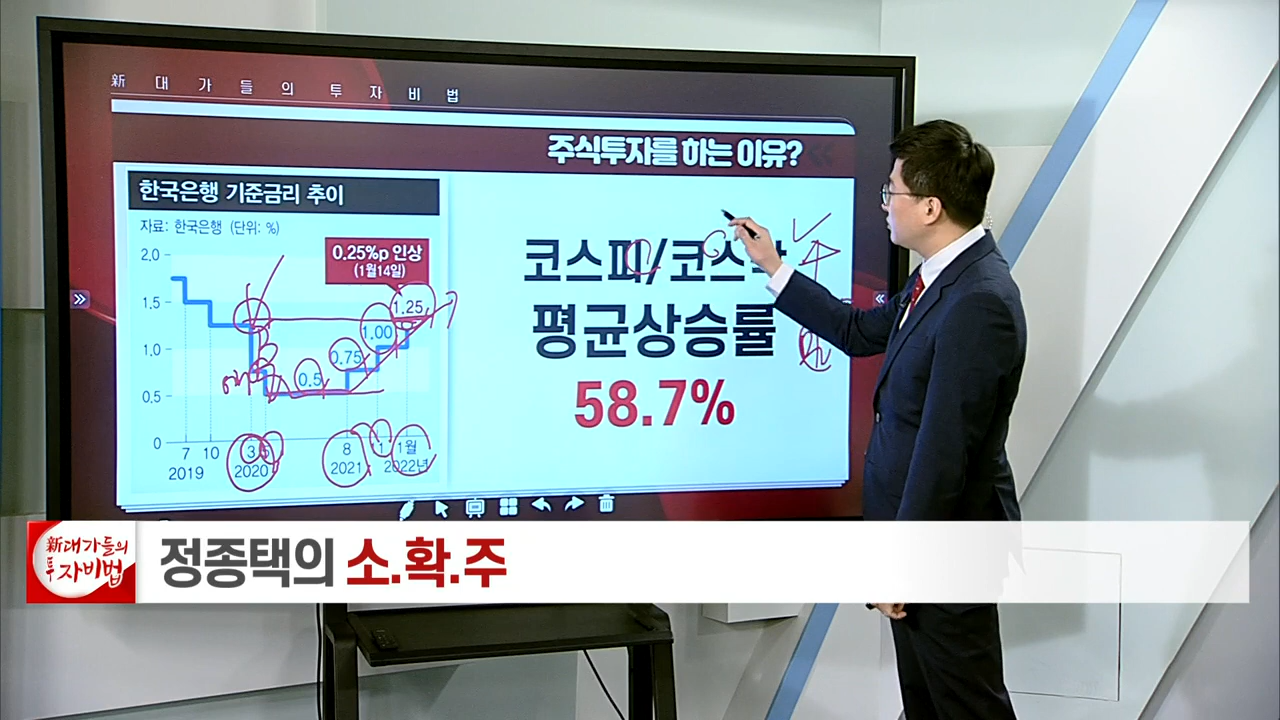 新 대 가 들 의 투 자 비 법
주식투자를 하는 이유?
한국은행 기준금리 추이
자료: 한국은행 (단위: %)
0.25%p 인상
(1월14일)
2.0
1.5
1.0
0.5
0
1.25
1.00
0.75
0.5
7 10 3 5 8 11 1월
2019 2020 2021 2022년
코스피/코스닥
평균상승률
58.7%
新대가들의
투자비법
정종택의 소.확.주